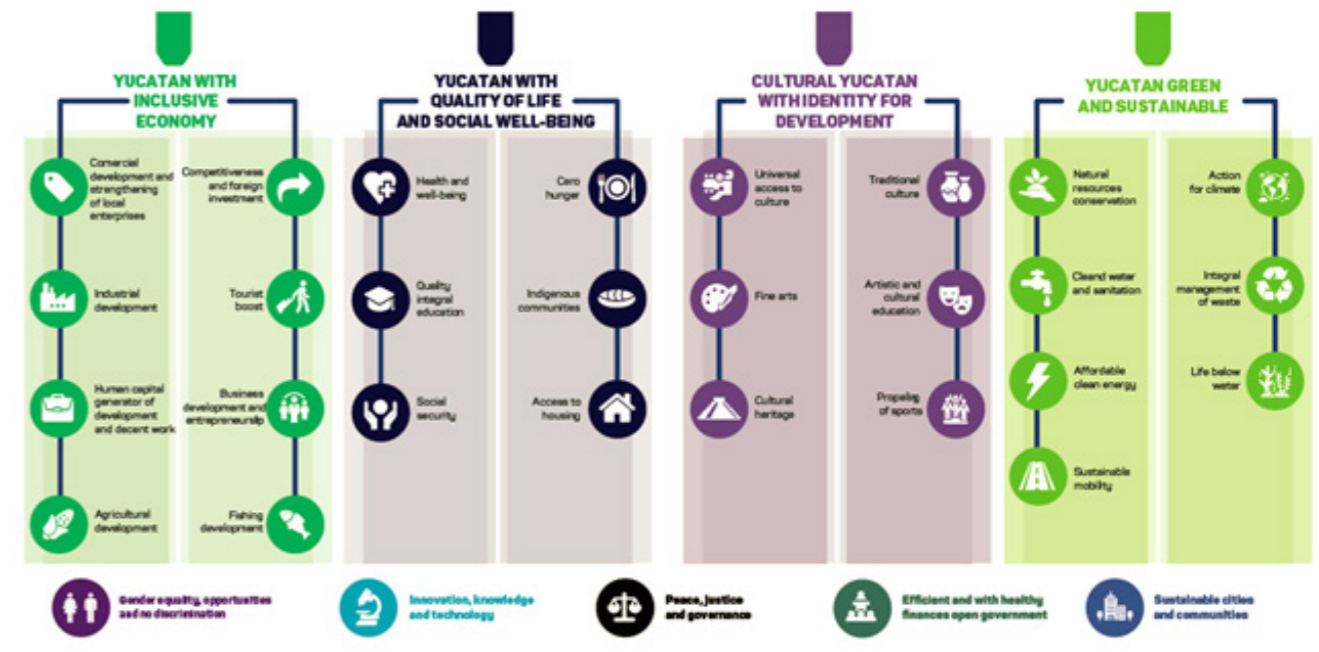 YUCATAN WITH
INCLUSIVE
ECONOMY
Comercial
development and
strengthening
of local
enterprises
Industrial
development
Human capital
generator of
development
and decent work
Agricultural
development
Competitiveness
and foreign
investment
Tourist
boost
Business
development and
entrepreneurship
Fishing
development
YUCATAN WITH
QUALITY OF LIFE
AND SOCIAL WELL-BEING
Health and
well-being
Quality
integral
education
Social
security
Cero
hunger
Indigenous
communities
Access to
housing
CULTURAL YUCATAN
WITH IDENTITY FOR
DEVELOPMENT
Universal
access to
culture
Fine arts
Cultural
heritage
Traditional
culture
Artistic and
cultural
education
Propeling
of sports
YUCATAN GREEN
AND SUSTAINABLE
Natural
resources
conservation
Cleand water
and sanitation
Affordable
clean energy
Sustainable
mobility
Action
for climate
Integral
management
of waste
Life below
water
Gender equality, opportunities
and no discrimination
Innovation, knowledge
and technology
Peace, justice
and governance
Efficient and with healthy
finances open government
Sustainable cities
and communities